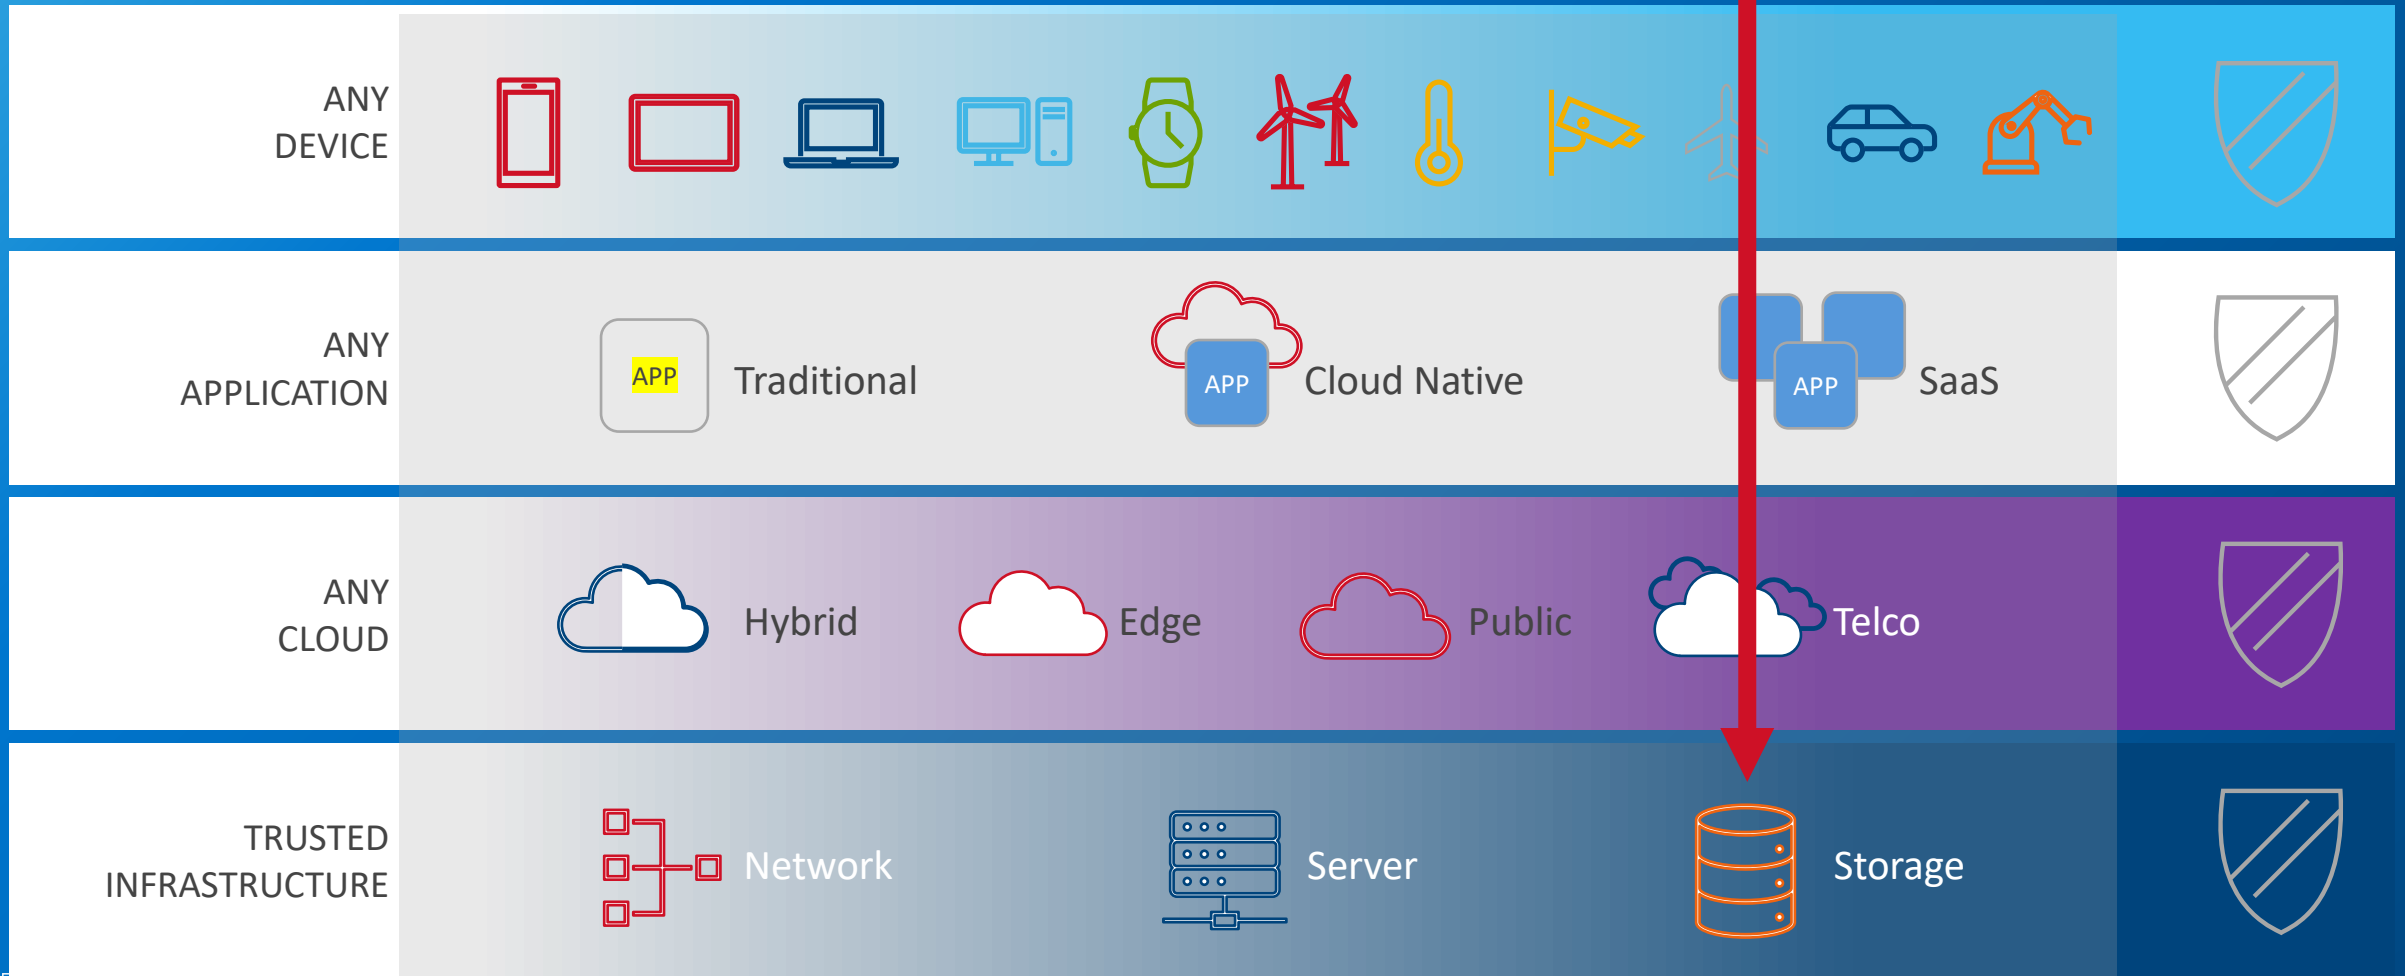 ANY
DEVICE
ANY
APPLICATION
APP
Traditional
APP
Cloud Native
APP
SaaS
ANY
CLOUD
Hybrid
Edge
Public
Telco
TRUSTED
INFRASTRUCTURE
Network
Server
Storage